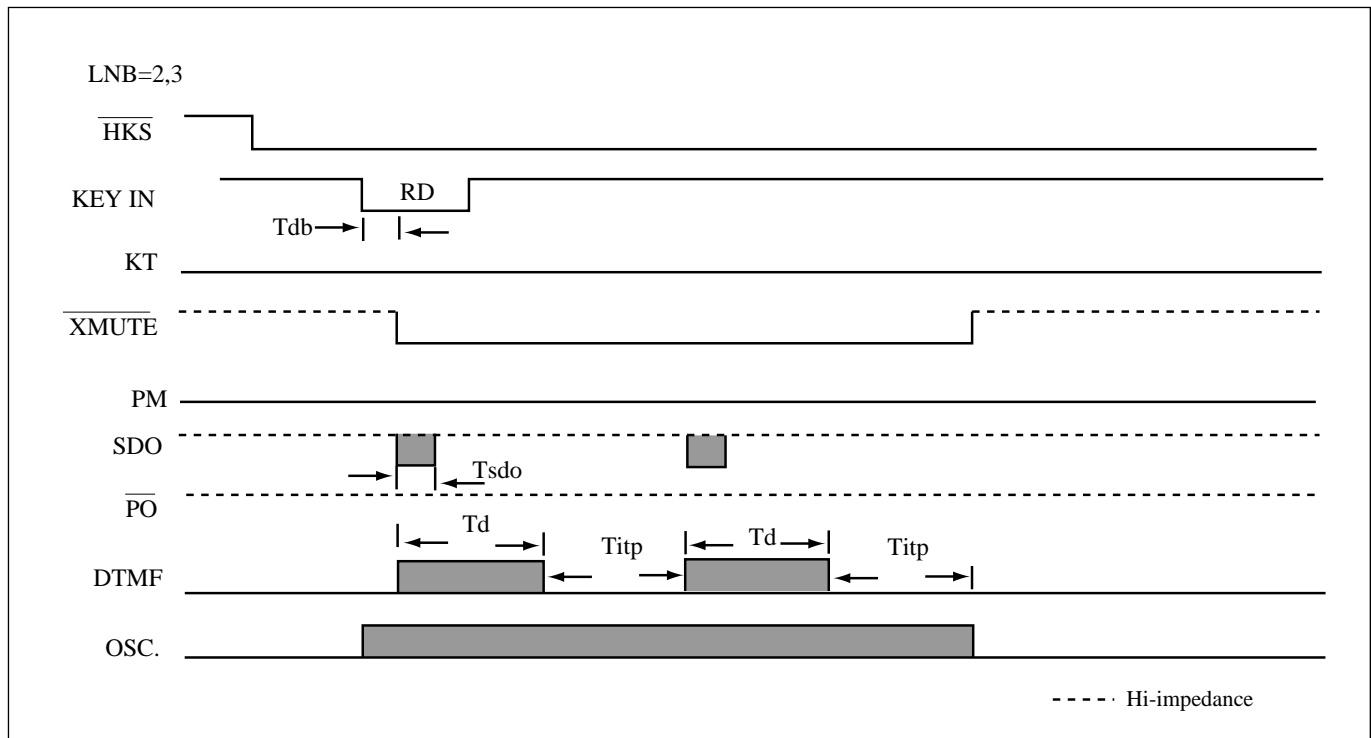 LNB=2,3
HKS
KEY IN
RD
Tdb
KT
XMUTE
PM
SDO
Tsdo
PO
Td
Titp
Td
Titp
DTMF
OSC.
Hi-impedance